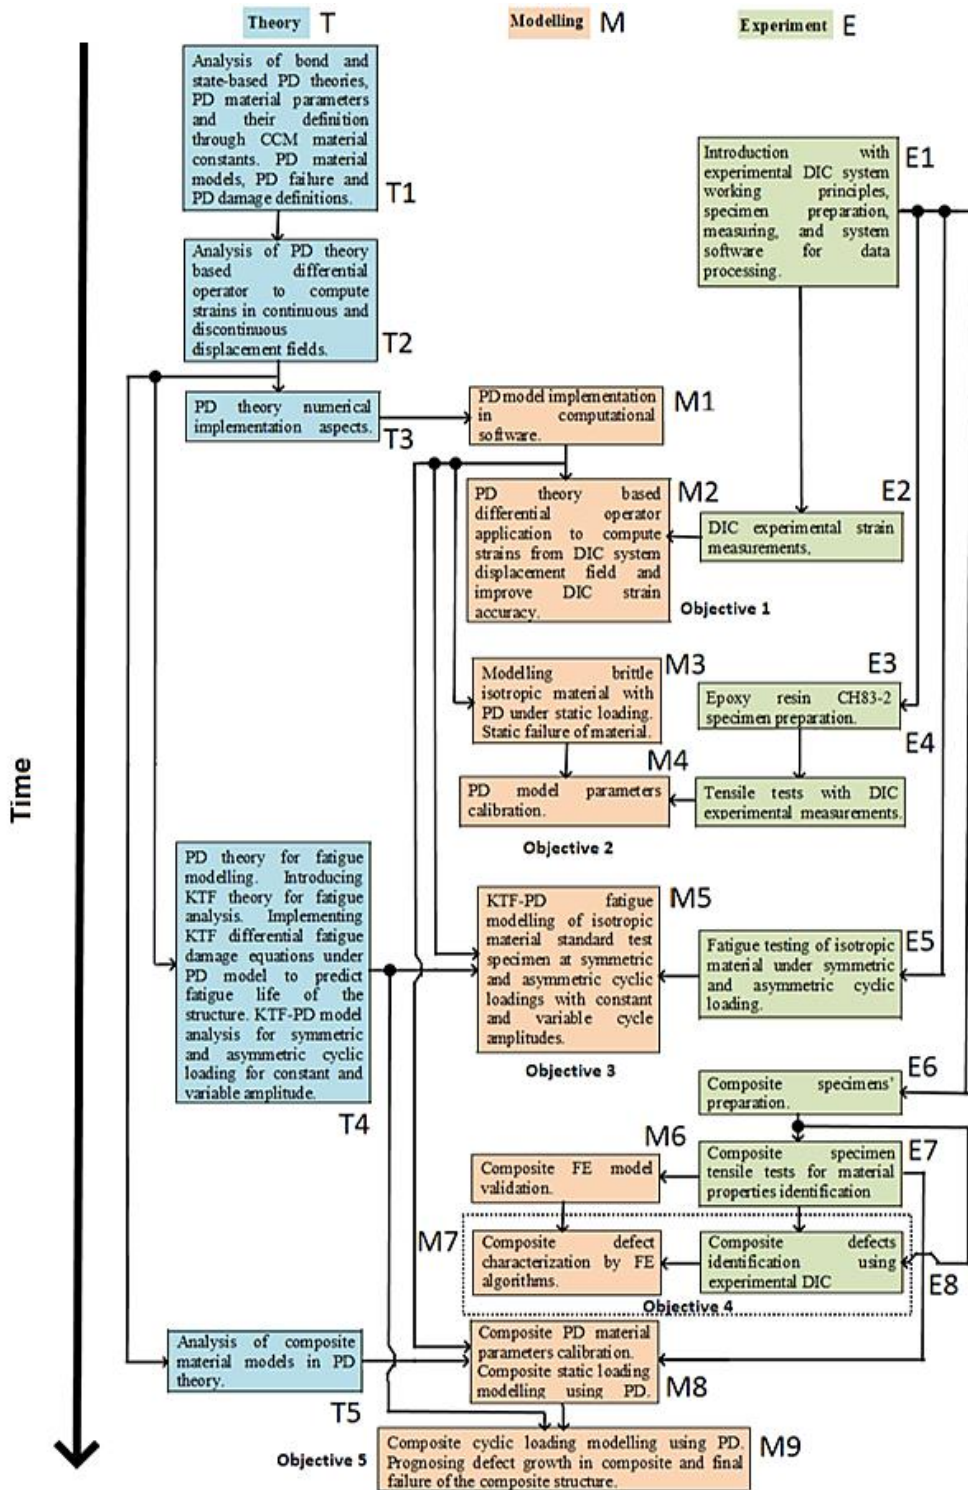 Theory T
Modelling M
Experiment E
Analysis of bond and
state-based PD theories,
PD material parameters
and their definition
through CCM material
constants. PD material
models, PD failure and
PD damage definitions.
T1
Introduction with
experimental DIC system
working principles,
specimen preparation,
measuring, and system
software for data
processing.
E1
Analysis of PD theory
based differential
operator to compute
strains in continuous and
discontinuous
displacement fields.
T2
PD theory numerical
implementation aspects.
T3
PD model implementation
in computational
software.
M1
PD theory based
differential operator
application to compute
strains from DIC system
displacement field and
improve DIC strain
accuracy.
M2
Objective 1
E2
DIC experimental strain
measurements,
Modelling brittle
isotropic material with
PD under static loading.
Static failure of material.
M3
E3
Epoxy resin CH83-2
specimen preparation.
M4
PD model parameters
calibration.
Objective 2
E4
Tensile tests with DIC
experimental measurements.
Time
PD theory for fatigue
modelling. Introducing
KTF theory for fatigue
analysis. Implementing
KTF differential fatigue
damage equations under
PD model to predict
fatigue life of the
structure. KTF-PD model
analysis for symmetric
and asymmetric cyclic
loading for constant and
variable amplitude.
T4
KTF-PD fatigue
modelling of isotropic
material standard test
specimen at symmetric
and asymmetric cyclic
loadings with constant
and variable cycle
amplitudes.
M5
Objective 3
Fatigue testing of isotropic
material under symmetric
and asymmetric cyclic
loading.
E5
E6
Composite specimens'
preparation.
M6
Composite FE model
validation.
Composite specimen
tensile tests for material
properties identification
E7
M7
Composite defect
characterization by FE
algorithms.
Composite defects
identification using
experimental DIC
E8
Objective 4
Analysis of composite
material models in PD
theory.
T5
Composite PD material
parameters calibration.
Composite static loading
modelling using PD.
M8
Objective 5
Composite cyclic loading modelling using PD.
Prognosing defect growth in composite and final
failure of the composite structure.
M9